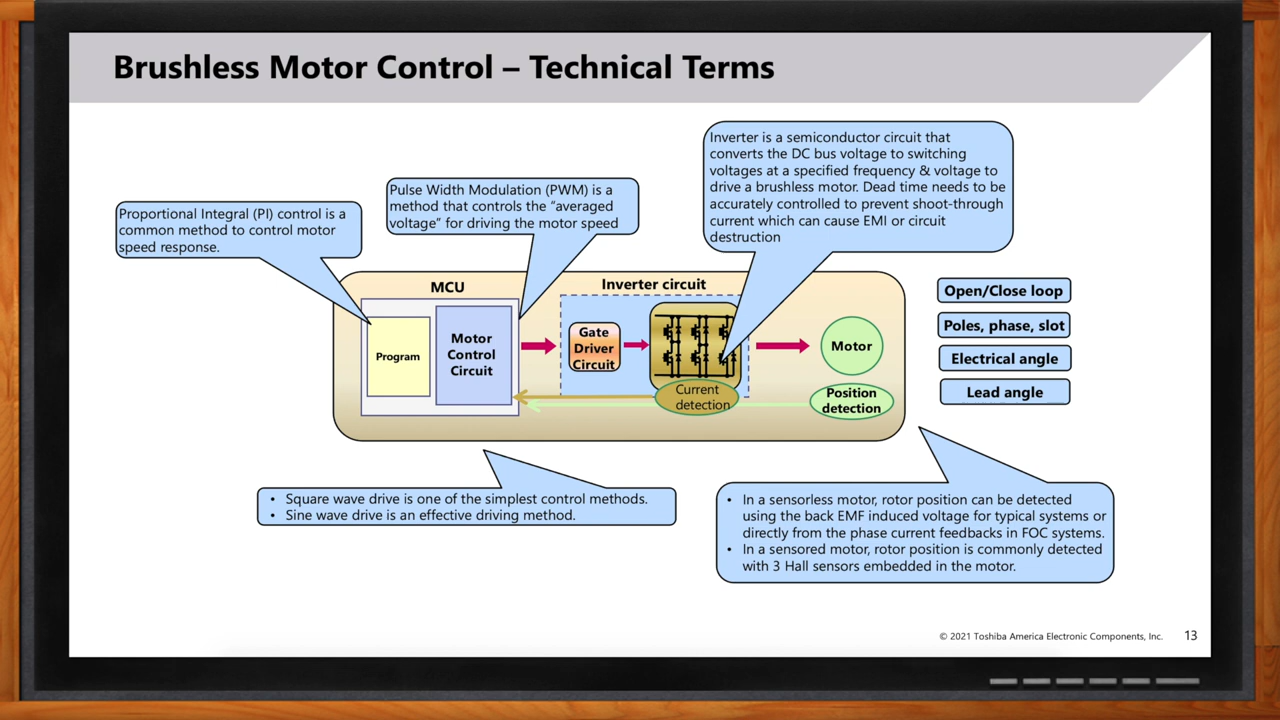 Brushless Motor Control – Technical Terms
Inverter is a semiconductor circuit that
converts the DC bus voltage to switching
voltages at a specified frequency & voltage to
drive a brushless motor. Dead time needs to be
accurately controlled to prevent shoot-through
current which can cause EMI or circuit
destruction
Pulse Width Modulation (PWM) is a
method that controls the “averaged
voltage” for driving the motor speed
Proportional Integral (PI) control is a
common method to control motor
speed response.
MCU
Inverter circuit
Program
Motor
Control
Circuit
Gate
Driver
Circuit
Current
detection
Motor
Position
detection
Open/Close loop
Poles, phase, slot
Electrical angle
Lead angle
• Square wave drive is one of the simplest control methods.
• Sine wave drive is an effective driving method.
• In a sensorless motor, rotor position can be detected
using the back EMF induced voltage for typical systems or
directly from the phase current feedbacks in FOC systems.
• In a sensored motor, rotor position is commonly detected
with 3 Hall sensors embedded in the motor.
© 2021 Toshiba America Electronic Components, Inc.
13